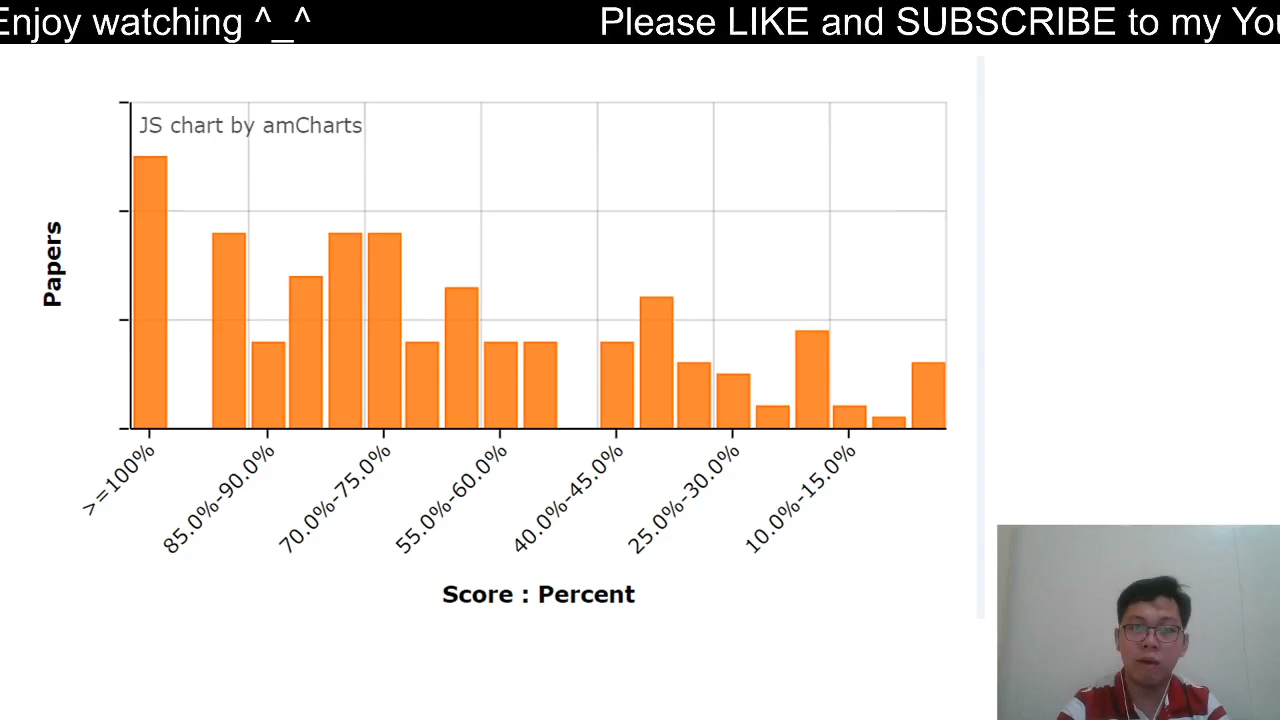 Enjoy watching ^_^ Please LIKE and SUBSCRIBE to my You
JS chart by amCharts
Papers
>=100%
85.0%-90.0%
70.0%-75.0%
55.0%-60.0%
40.0%-45.0%
25.0%-30.0%
10.0%-15.0%
Score : Percent